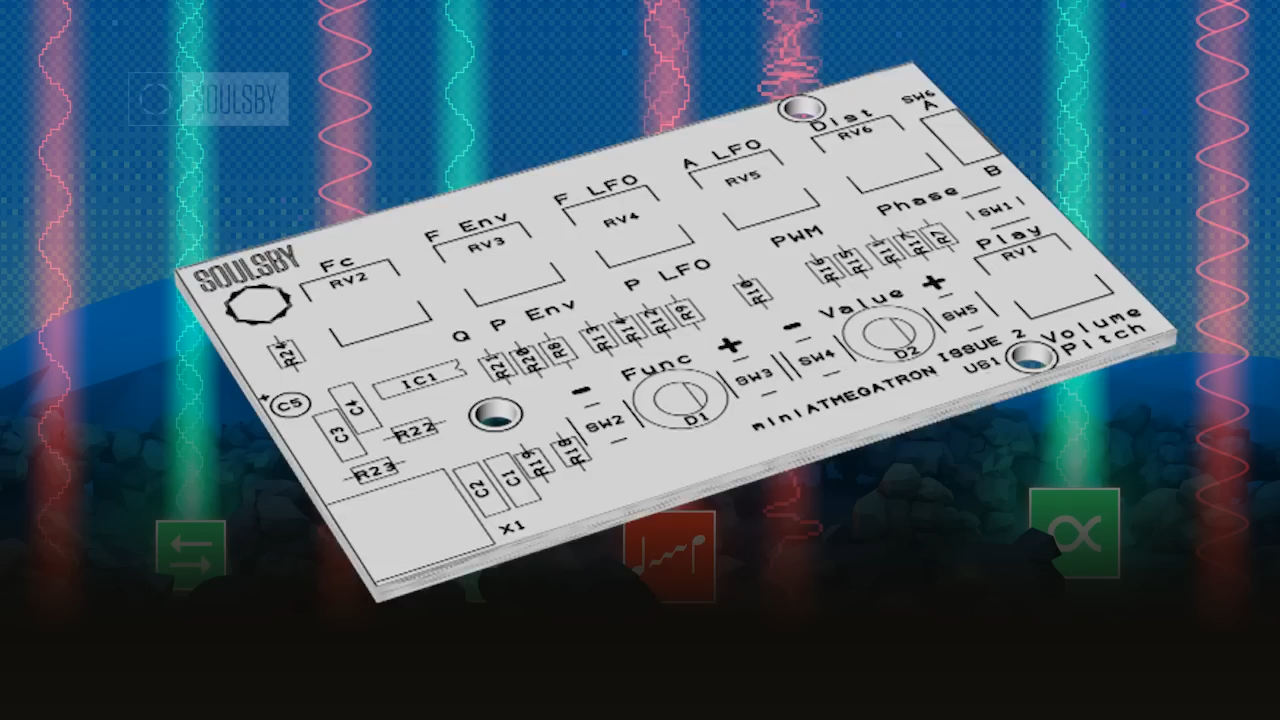 SOULSBY
SOULSBY
Fc
RV2
F Env
RV3
F LFO
RV4
A LFO
RV5
Dist
RV6
SW6
A
B
Q P Env
P LFO
PWM
Phase
SW1
Play
RV1
R24
C5
C4
C3
IC1
R22
R23
R21
R20
R8
R13
R14
R12
R9
R10
R16
R15
R7
- Func +
D1
SW2
SW3
- Value +
D2
SW4
SW5
C2
C1
R19
R18
X1
miniATMEGATRON ISSUE 2
US1
Volume
Pitch